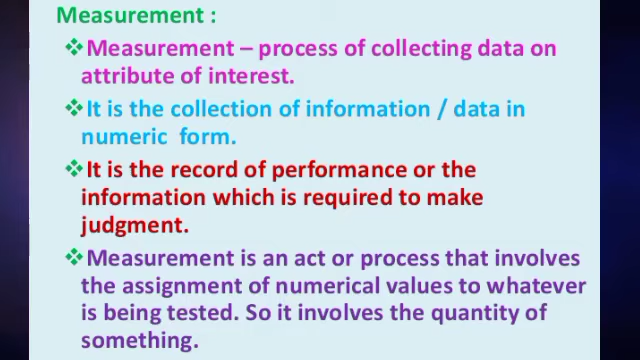 Measurement :
❖Measurement – process of collecting data on
attribute of interest.
❖It is the collection of information / data in
numeric form.
❖It is the record of performance or the
information which is required to make
judgment.
❖Measurement is an act or process that involves
the assignment of numerical values to whatever
is being tested. So it involves the quantity of
something.